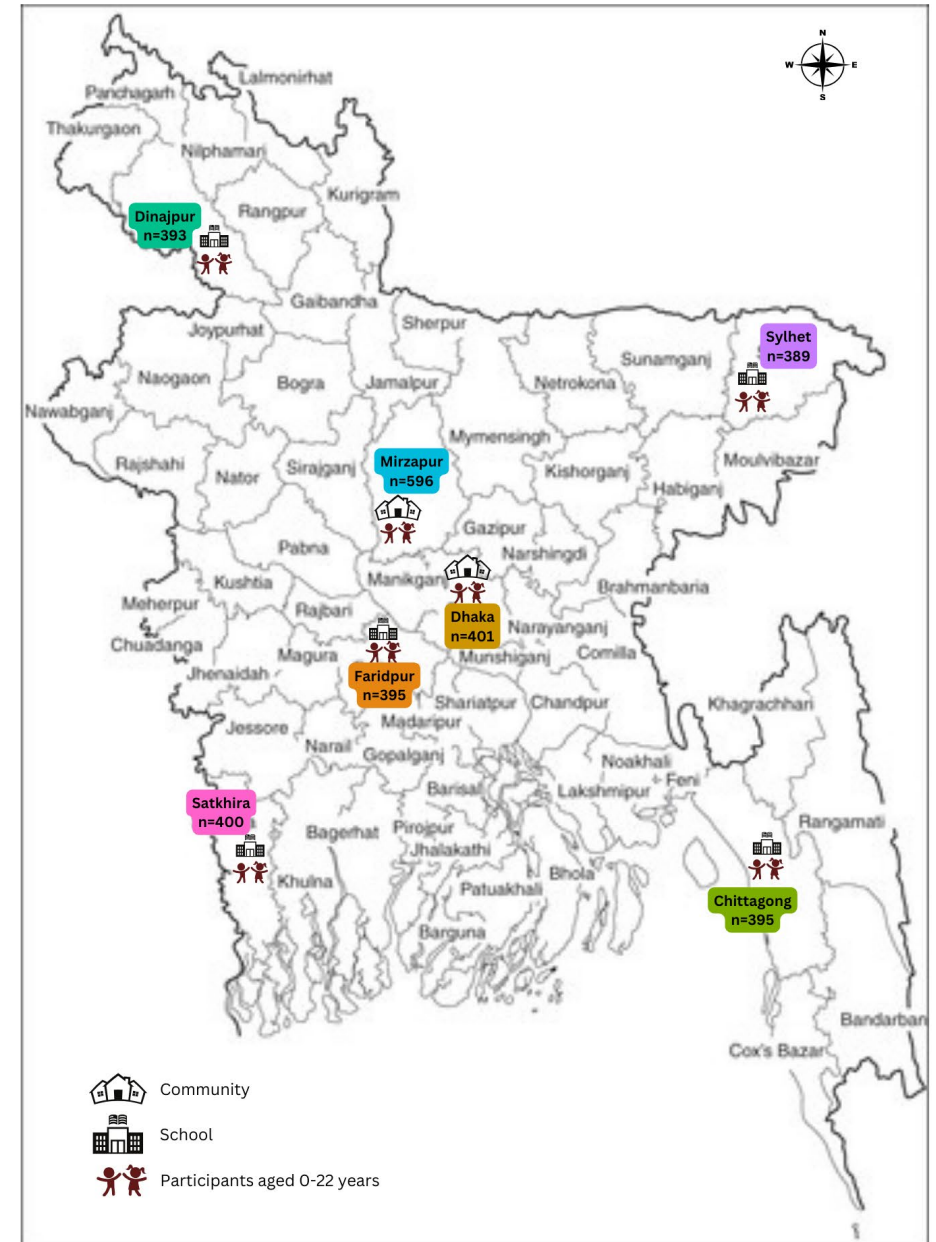 N
W E
S
Lalmonirhat
Panchagarh
Thakurgaon
Nilphamari
Kurigram
Rangpur
Dinajpur
n=393
Gaibandha
Sherpur
Joypurhat
Sylhet
n=389
Sunamganj
Naogaon
Bogra
Jamalpur
Netrokona
Nawabganj
Mymensingh
Mirzapur
n=596
Rajshahi
Nator
Sirajganj
Kishorganj
Moulvibazar
Habiganj
Gazipur
Pabna
Narshingdi
Kushtia
Manikganj
Brahmanbaria
Meherpur
Rajbari
Dhaka
n=401
Narayanganj
Chuadanga
Magura
Munshiganj
Comilla
Jhenaidah
Faridpur
n=395
Shariatpur
Chandpur
Khagrachhari
Madaripur
Jessore
Narail
Gopalganj
Noakhali
Feni
Barisal
Lakshmipur
Satkhira
n=400
Bagerhat
Pirojpur
Rangamati
Jhalakathi
Khulna
Bhola
Patuakhali
Chittagong
n=395
Barguna
Bandarban
Cox's Bazar
Community
School
Participants aged 0-22 years